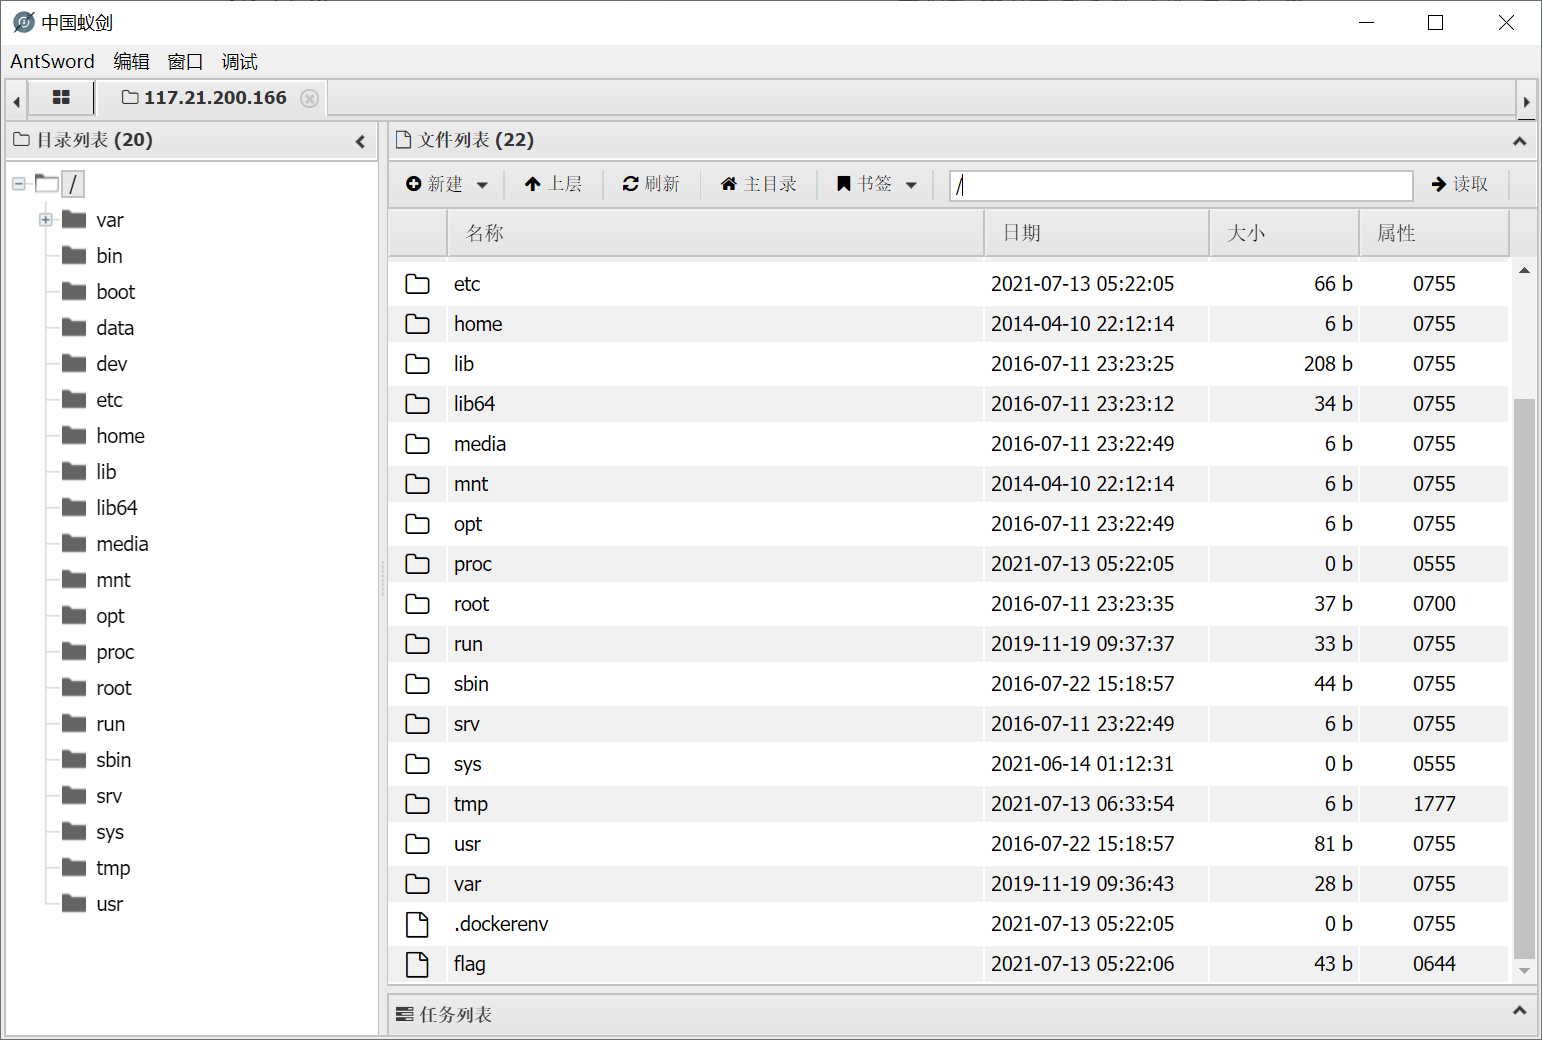 中国蚁剑
AntSword 编辑 窗口 调试
117.21.200.166
目录列表 (20)
/
var
bin
boot
data
dev
etc
home
lib
lib64
media
mnt
opt
proc
root
run
sbin
srv
sys
tmp
usr
文件列表 (22)
新建 上层 刷新 主目录 书签 / 读取
名称 日期 大小 属性
etc 2021-07-13 05:22:05 66 b 0755
home 2014-04-10 22:12:14 6 b 0755
lib 2016-07-11 23:23:25 208 b 0755
lib64 2016-07-11 23:23:12 34 b 0755
media 2016-07-11 23:22:49 6 b 0755
mnt 2014-04-10 22:12:14 6 b 0755
opt 2016-07-11 23:22:49 6 b 0755
proc 2021-07-13 05:22:05 0 b 0555
root 2016-07-11 23:23:35 37 b 0700
run 2019-11-19 09:37:37 33 b 0755
sbin 2016-07-22 15:18:57 44 b 0755
srv 2016-07-11 23:22:49 6 b 0755
sys 2021-06-14 01:12:31 0 b 0555
tmp 2021-07-13 06:33:54 6 b 1777
usr 2016-07-22 15:18:57 81 b 0755
var 2019-11-19 09:36:43 28 b 0755
.dockerenv 2021-07-13 05:22:05 0 b 0755
flag 2021-07-13 05:22:06 43 b 0644
任务列表